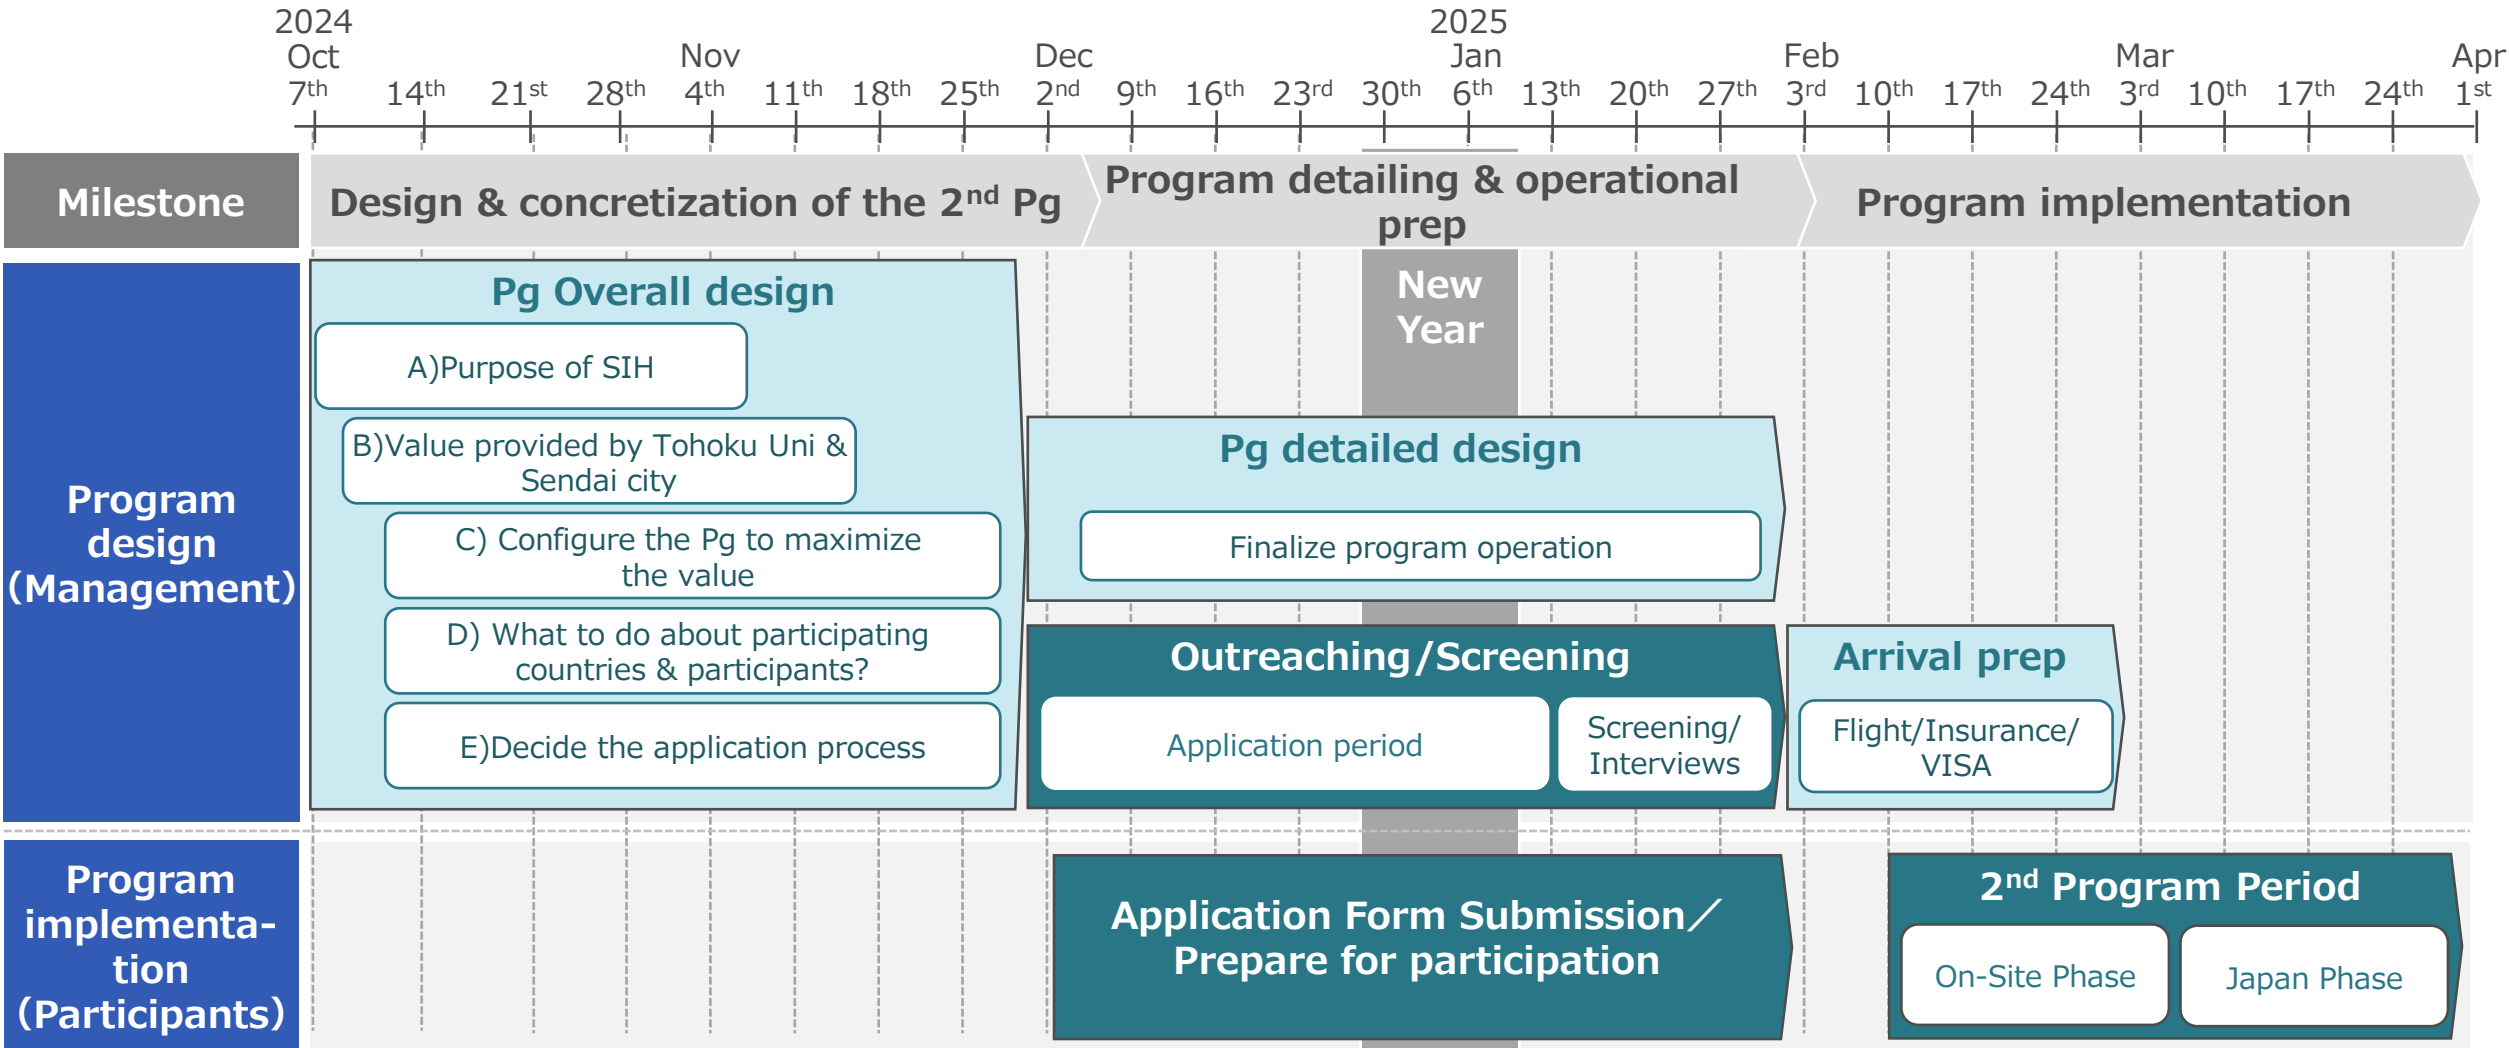 2024
2025
Oct
Nov
Dec
Jan
Feb
Mar
Apr
7th 14th 21st 28th 4th 11th 18th 25th 2nd 9th 16th 23rd 30th 6th 13th 20th 27th 3rd 10th 17th 24th 3rd 10th 17th 24th 1st
Milestone
Design & concretization of the 2nd Pg
Program detailing & operational
prep
Program implementation
Program
design
(Management)
Pg Overall design
A)Purpose of SIH
B)Value provided by Tohoku Uni &
Sendai city
C) Configure the Pg to maximize
the value
D) What to do about participating
countries & participants?
E)Decide the application process
New
Year
Pg detailed design
Finalize program operation
Outreaching/Screening
Application period
Screening/
Interviews
Arrival prep
Flight/Insurance/
VISA
Program
implementa-
tion
(Participants)
Application Form Submission／
Prepare for participation
2nd Program Period
On-Site Phase
Japan Phase